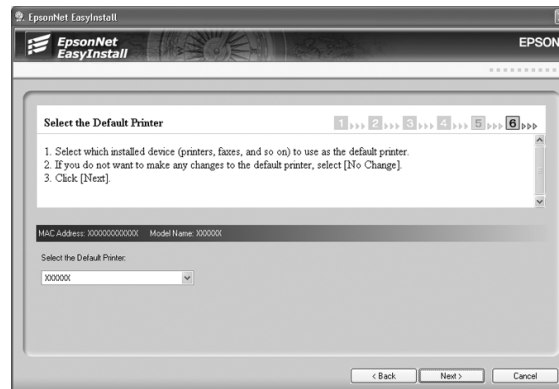 EpsonNet EasyInstall
EpsonNet
EasyInstall
EPSON
Select the Default Printer
1 2 3 4 5 6
1. Select which installed device (printers, faxes, and so on) to use as the default printer.
2. If you do not want to make any changes to the default printer, select [No Change].
3. Click [Next].
MAC Address: XXXXXXXXXXXX Model Name: XXXXXX
Select the Default Printer:
XXXXXX
< Back
Next >
Cancel